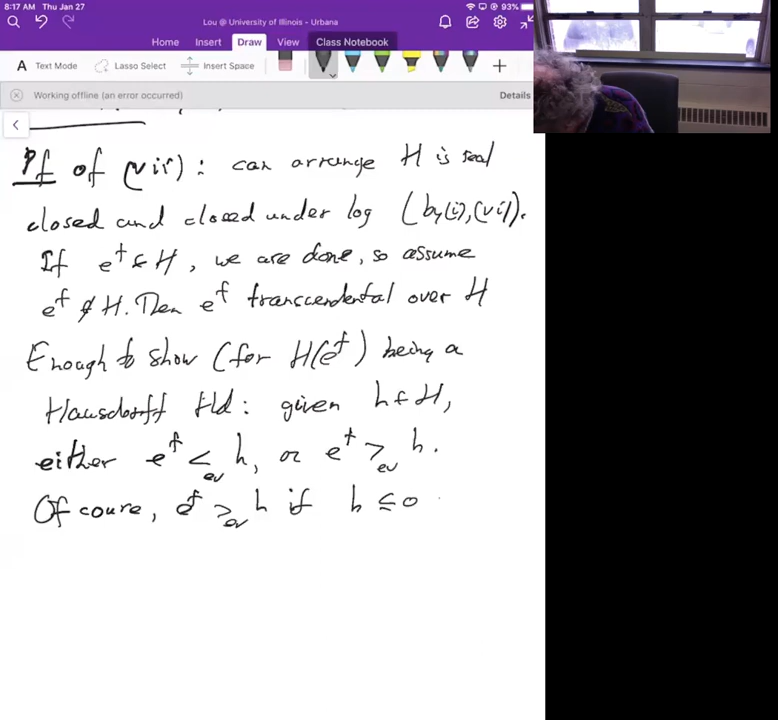 8:17 AM Thu Jan 27
93%
Lou @ University of Illinois - Urbana
Home Insert Draw View Class Notebook
A Text Mode Lasso Select Insert Space
Working offline (an error occurred) Details
Pf of (vii): can arrange H is real
closed and closed under log (by (i), (vi)).
If e^f ∈ H, we are done, so assume
e^f ∉ H. Then e^f transcendental over H
Enough to show (for H(e^f) being a
Hausdorff fld: given h ∈ H,
either e^f <_ev h, or e^f >_ev h.
Of coure, e^f >_ev h if h ≤ 0